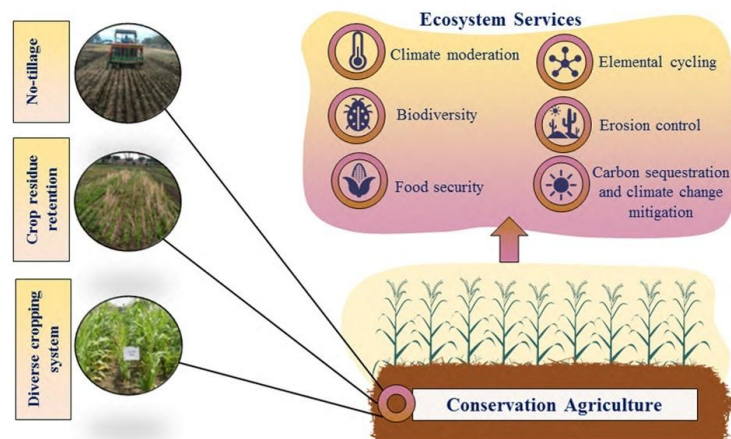 No-tillage
Crop residue
retention
Diverse cropping
system
Ecosystem Services
Climate moderation
Elemental cycling
Biodiversity
Erosion control
Food security
Carbon sequestration
and climate change
mitigation
Conservation Agriculture